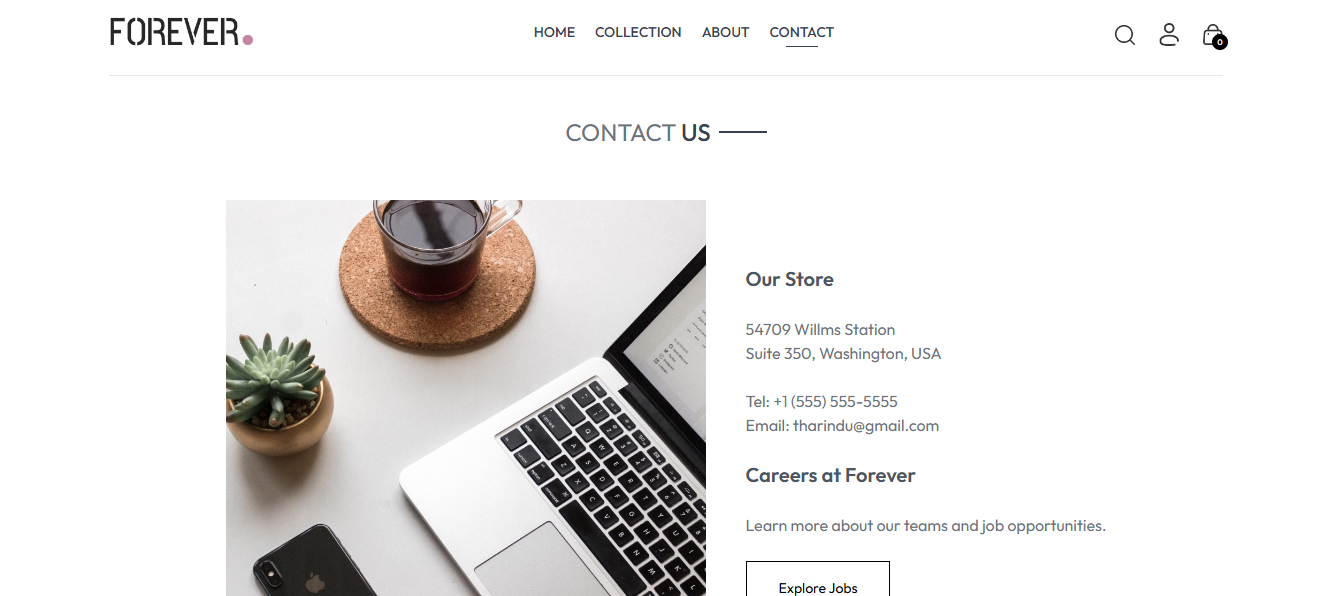 FOREVER
HOME COLLECTION ABOUT CONTACT
0
CONTACT US
Our Store
54709 Willms Station
Suite 350, Washington, USA
Tel: +1 (555) 555-5555
Email: tharindu@gmail.com
Careers at Forever
Learn more about our teams and job opportunities.
Explore Jobs